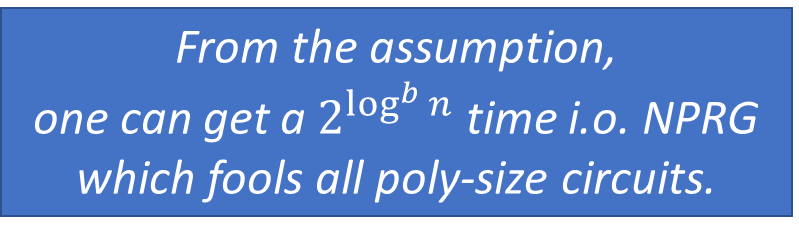 From the assumption,
one can get a $2^{\log^b n}$ time i.o. NPRG
which fools all poly-size circuits.